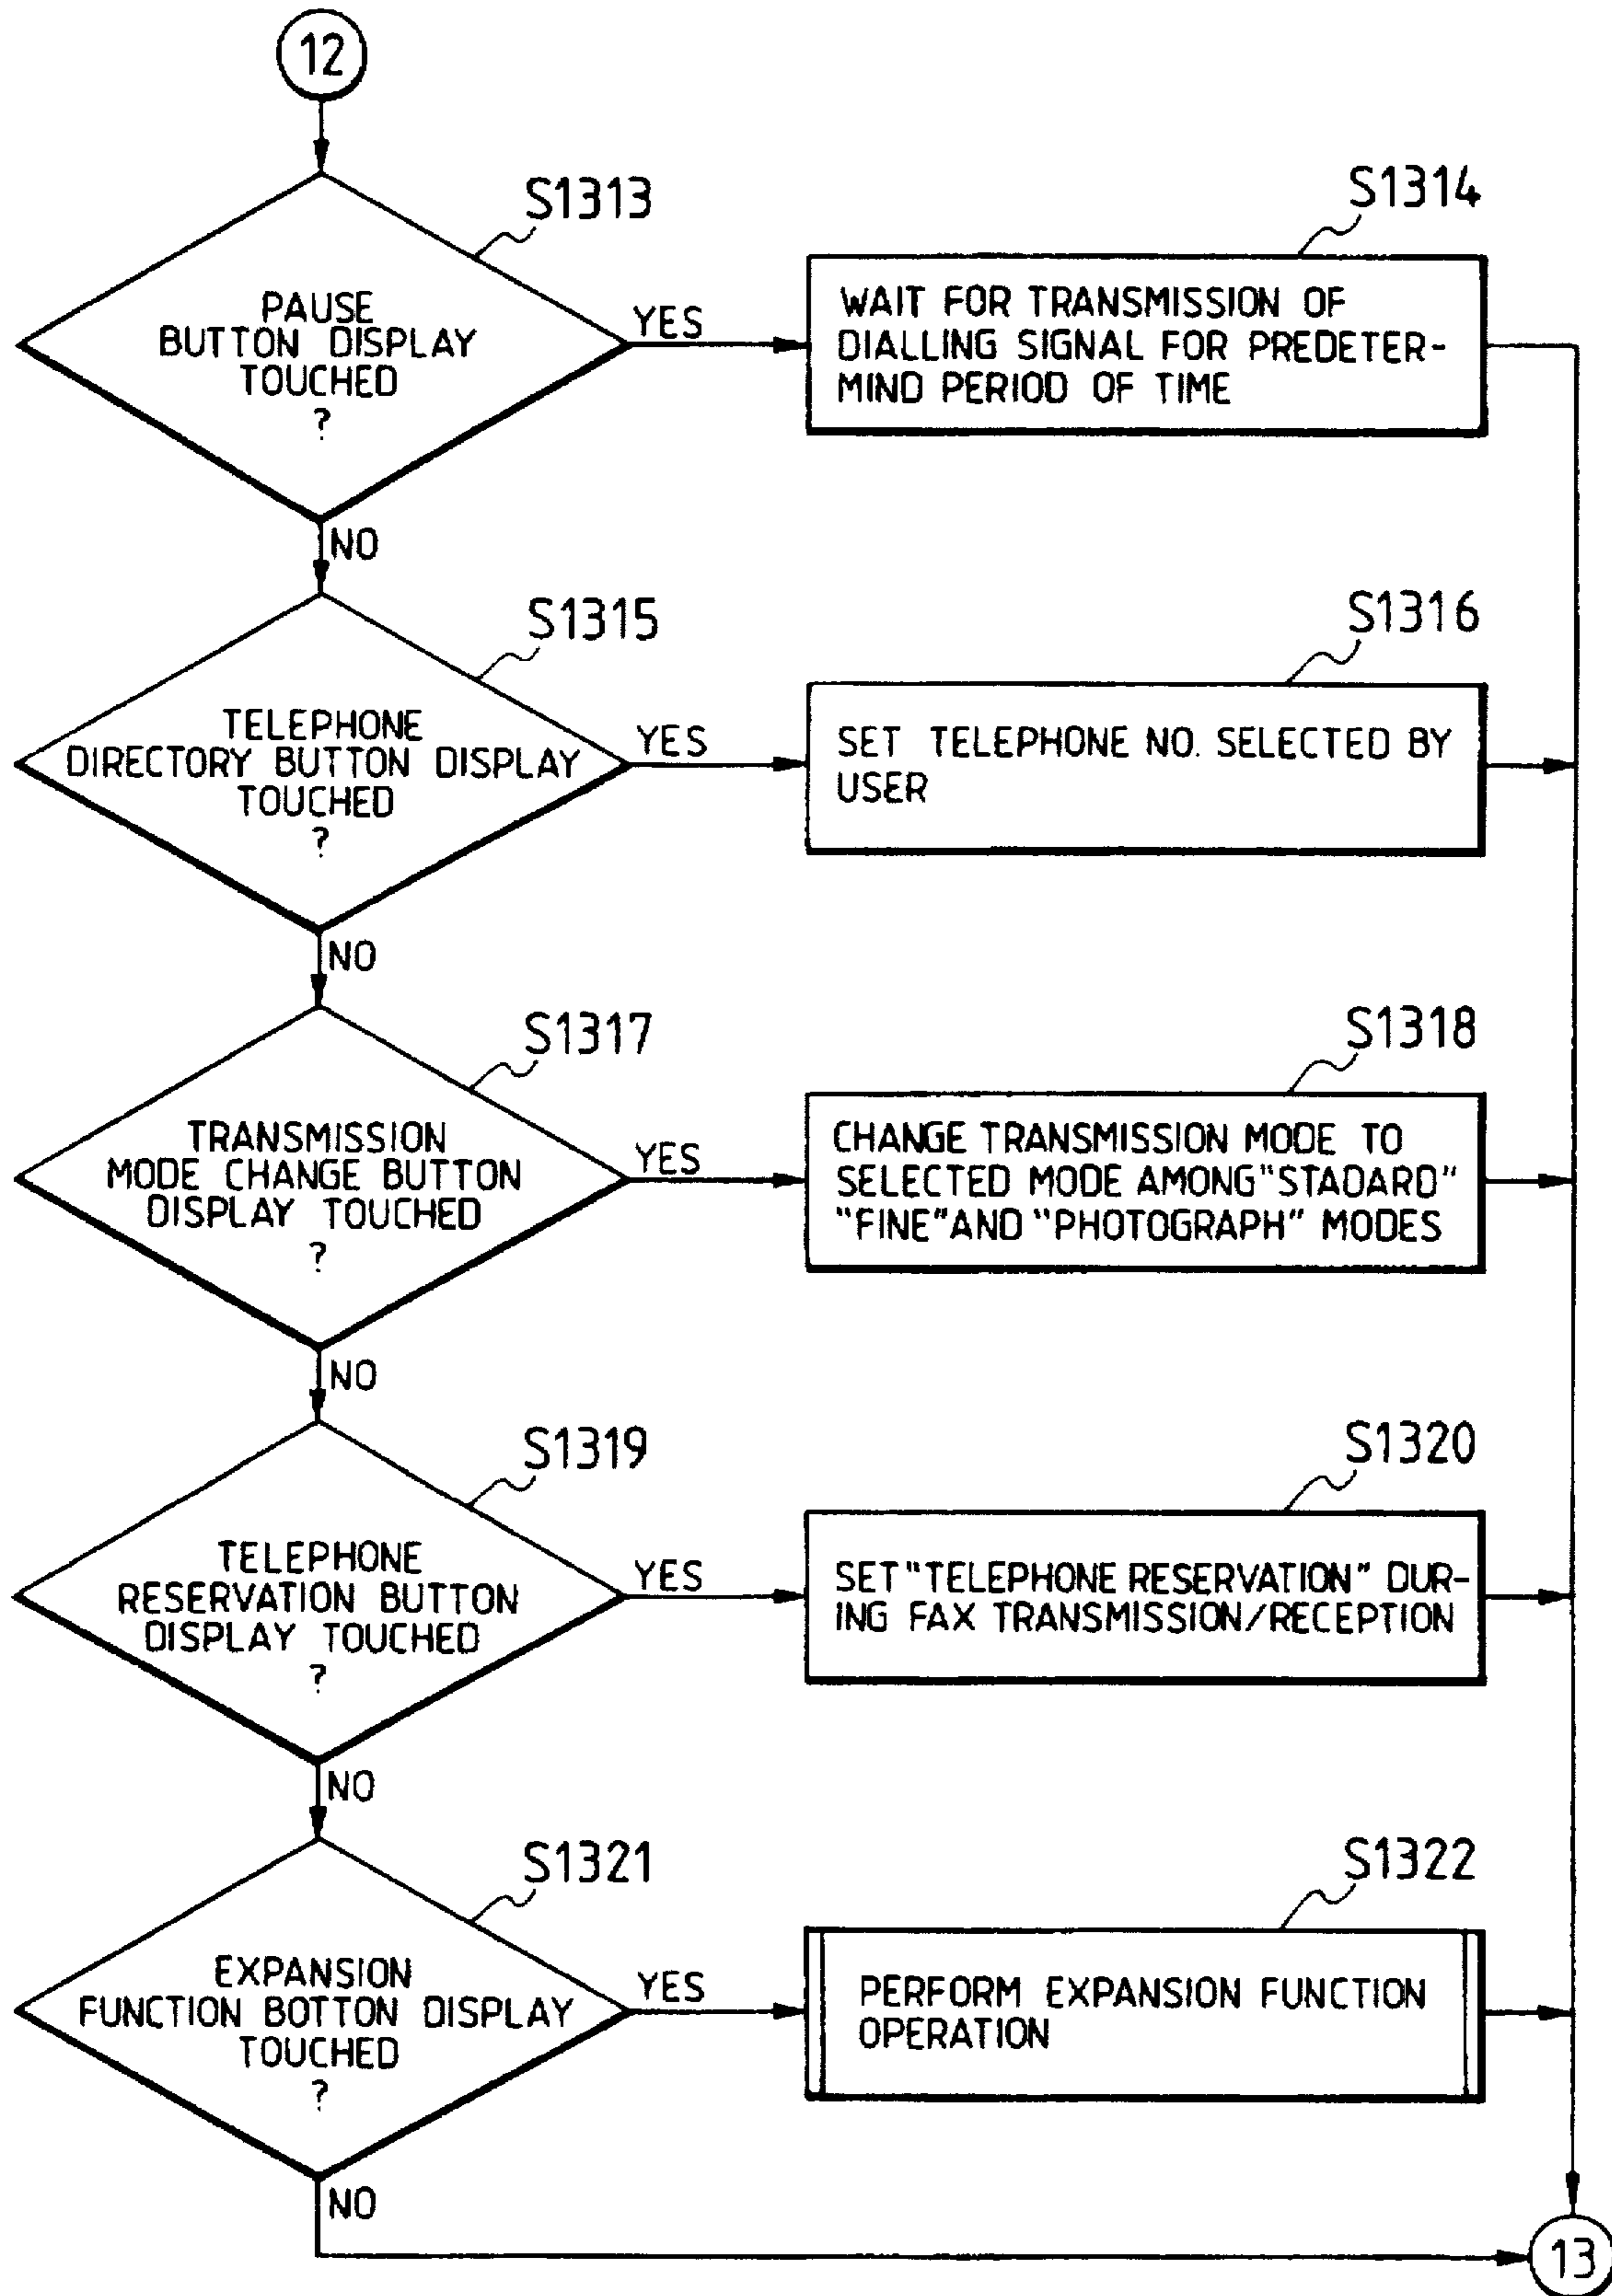 12
S1313
PAUSE
BUTTON DISPLAY
TOUCHED
?
YES
NO
S1314
WAIT FOR TRANSMISSION OF
DIALLING SIGNAL FOR PREDETER-
MIND PERIOD OF TIME
S1315
TELEPHONE
DIRECTORY BUTTON DISPLAY
TOUCHED
?
YES
NO
S1316
SET TELEPHONE NO. SELECTED BY
USER
S1317
TRANSMISSION
MODE CHANGE BUTTON
DISPLAY TOUCHED
?
YES
NO
S1318
CHANGE TRANSMISSION MODE TO
SELECTED MODE AMONG "STADARD"
"FINE" AND "PHOTOGRAPH" MODES
S1319
TELEPHONE
RESERVATION BUTTON
DISPLAY TOUCHED
?
YES
NO
S1320
SET "TELEPHONE RESERVATION" DUR-
ING FAX TRANSMISSION/RECEPTION
S1321
EXPANSION
FUNCTION BOTTON DISPLAY
TOUCHED
?
YES
NO
S1322
PERFORM EXPANSION FUNCTION
OPERATION
13